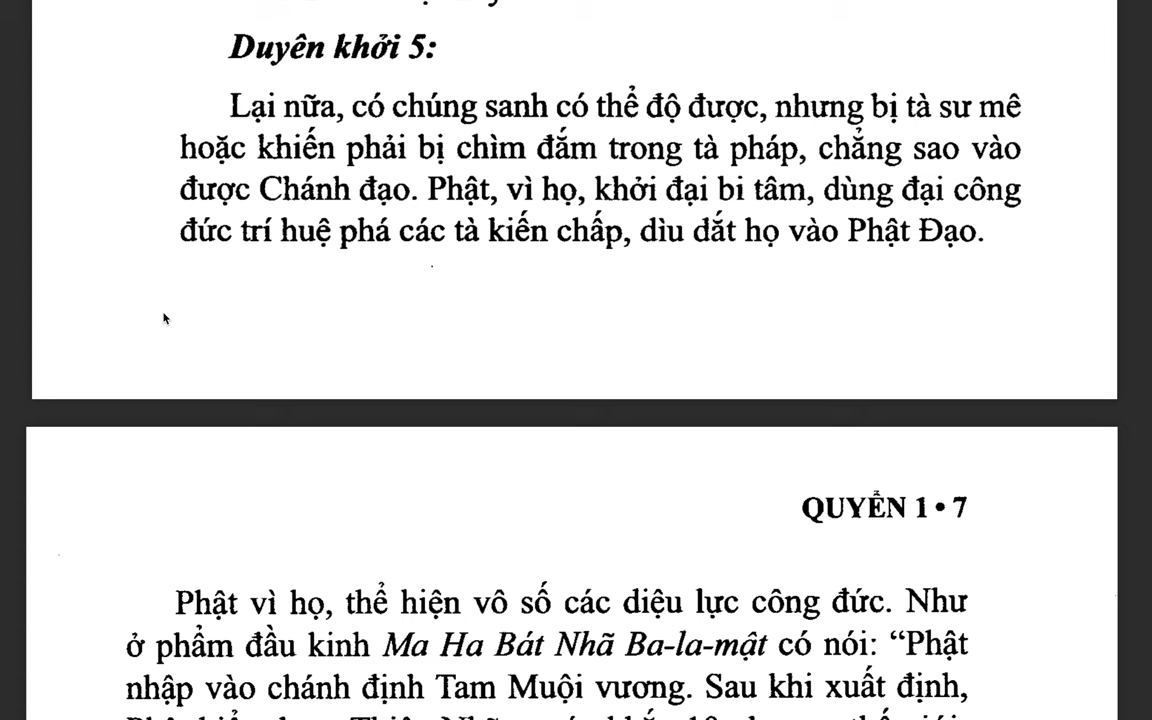 Duyên khởi 5:
Lại nữa, có chúng sanh có thể độ được, nhưng bị tà sư mê
hoặc khiến phải bị chìm đắm trong tà pháp, chẳng sao vào
được Chánh đạo. Phật, vì họ, khởi đại bi tâm, dùng đại công
đức trí huệ phá các tà kiến chấp, dìu dắt họ vào Phật Đạo.
QUYỂN 1 • 7
Phật vì họ, thể hiện vô số các diệu lực công đức. Như
ở phẩm đầu kinh Ma Ha Bát Nhã Ba-la-mật có nói: “Phật
nhập vào chánh định Tam Muội vương. Sau khi xuất định,